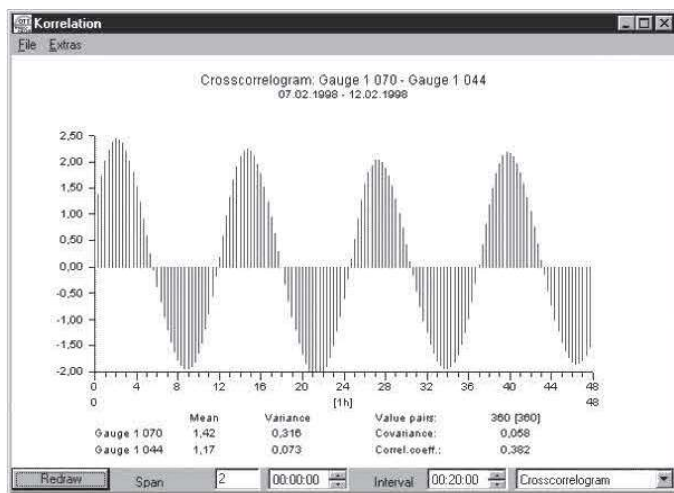 Korrelation
File Extras
Crosscorrelogram: Gauge 1 070 - Gauge 1 044
07.02.1998 - 12.02.1998
2,50
2,00
1,50
1,00
0,50
0,00
-0,50
-1,00
-1,50
-2,00
0 4 8 12 16 20 24 28 32 36 40 44 48
0 [1h] 48
Mean Variance Value pairs: 360 [360]
Gauge 1 070 1,42 0,316 Covariance: 0,058
Gauge 1 044 1,17 0,073 Correl.coeff.: 0,382
Redraw Span 2 00:00:00 Interval 00:20:00 Crosscorrelogram